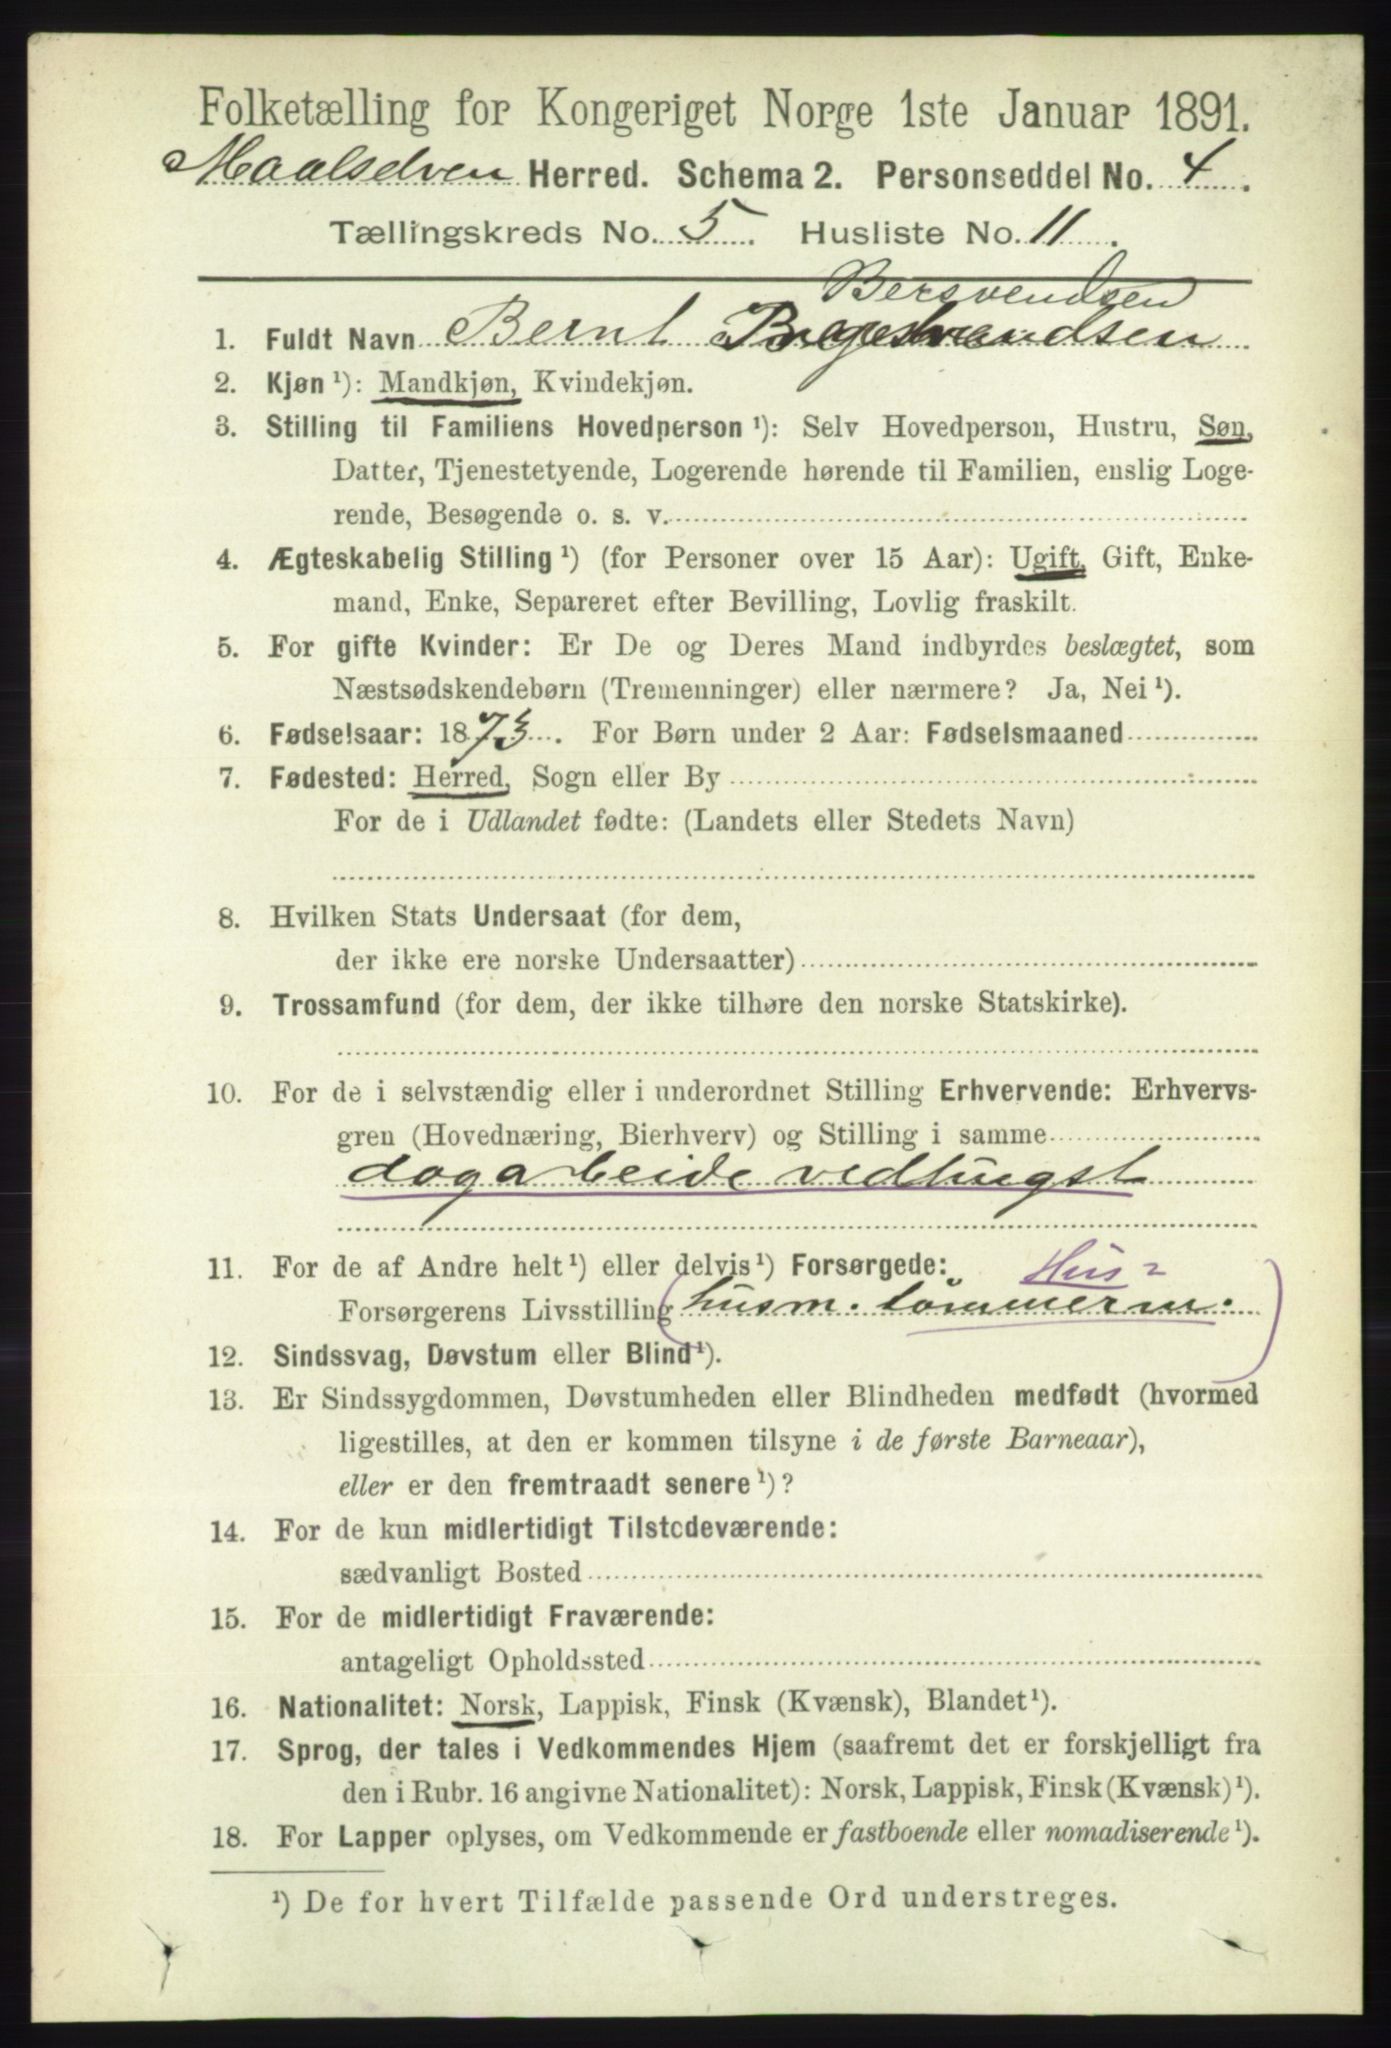 Folketælling for Kongeriget Norge 1ste Januar 1891.
Maalselven Herred. Schema 2. Personseddel No. 4.
Tællingskreds No. 5. Husliste No. 11.
Bersvendsen
1. Fuldt Navn Bernt
2. Kjøn ¹): Mandkjøn, Kvindekjøn.
3. Stilling til Familiens Hovedperson ¹): Selv Hovedperson, Hustru, Søn,
Datter, Tjenestetyende, Logerende hørende til Familien, enslig Loge-
rende, Besøgende o. s. v.
4. Ægteskabelig Stilling ¹) (for Personer over 15 Aar): Ugift, Gift, Enke-
mand, Enke, Separeret efter Bevilling, Lovlig fraskilt.
5. For gifte Kvinder: Er De og Deres Mand indbyrdes beslægtet, som
Næstsødskendebørn (Tremenninger) eller nærmere? Ja, Nei ¹).
6. Fødselsaar: 1873. For Børn under 2 Aar: Fødselsmaaned
7. Fødested: Herred, Sogn eller By
For de i Udlandet fødte: (Landets eller Stedets Navn)
8. Hvilken Stats Undersaat (for dem,
der ikke ere norske Undersaatter)
9. Trossamfund (for dem, der ikke tilhøre den norske Statskirke).
10. For de i selvstændig eller i underordnet Stilling Erhvervende: Erhvervs-
gren (Hovednæring, Bierhverv) og Stilling i samme
dagarbeide vedtingst
11. For de af Andre helt ¹) eller delvis ¹) Forsørgede: Hus-
Forsørgerens Livsstilling (husm. tömmerm.)
12. Sindssvag, Døvstum eller Blind ¹).
13. Er Sindssygdommen, Døvstumheden eller Blindheden medfødt (hvormed
ligestilles, at den er kommen tilsyne i de første Barneaar),
eller er den fremtraadt senere ¹)?
14. For de kun midlertidigt Tilstedeværende:
sædvanligt Bosted
15. For de midlertidigt Fraværende:
antageligt Opholdssted
16. Nationalitet: Norsk, Lappisk, Finsk (Kvænsk), Blandet ¹).
17. Sprog, der tales i Vedkommendes Hjem (saafremt det er forskjelligt fra
den i Rubr. 16 angivne Nationalitet): Norsk, Lappisk, Finsk (Kvænsk) ¹).
18. For Lapper oplyses, om Vedkommende er fastboende eller nomadiserende ¹).
¹) De for hvert Tilfælde passende Ord understreges.